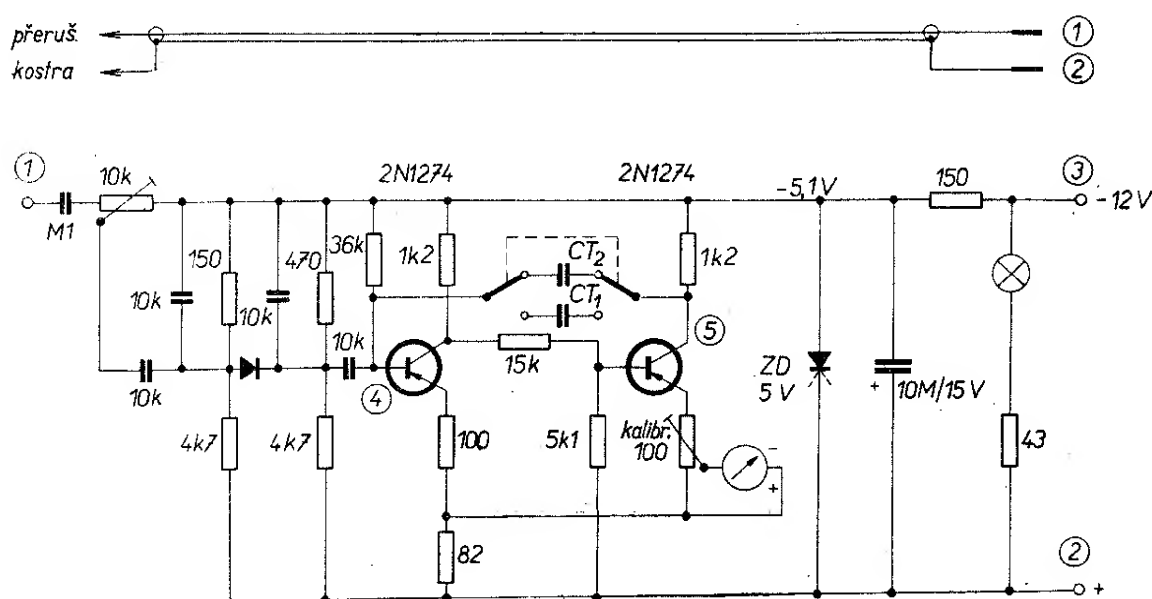 přeruš.
①
kostra
②
①
10k
2N1274
2N1274
-5,1V
150
③
-12V
M1
150
470
36k
1k2
CT2
1k2
10k
10k
CT1
10k
⑤
15k
ZD
5V
10M/15V
+
10k
④
4k7
4k7
100
5k1
kalibr.
100
-
+
43
82
②
+